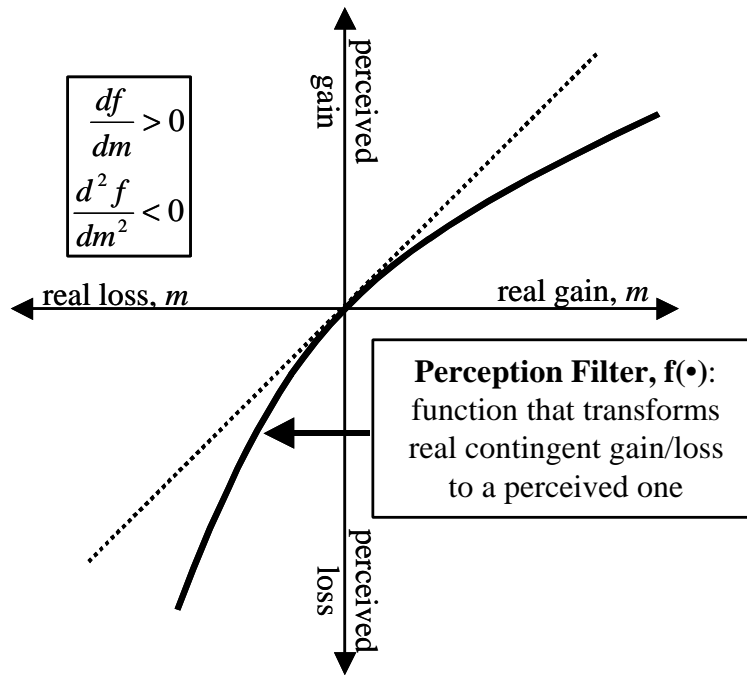 perceived
gain
df/dm > 0
d²f/dm² < 0
real loss, m
real gain, m
Perception Filter, f(•):
function that transforms
real contingent gain/loss
to a perceived one
perceived
loss